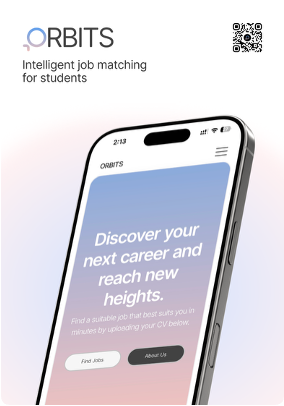 ORBITS
Intelligent job matching
for students
2:13
ORBITS
Discover your
next career and
reach new
heights.
Find a suitable job that best suits you in
minutes by uploading your CV below.
Find Jobs
About Us